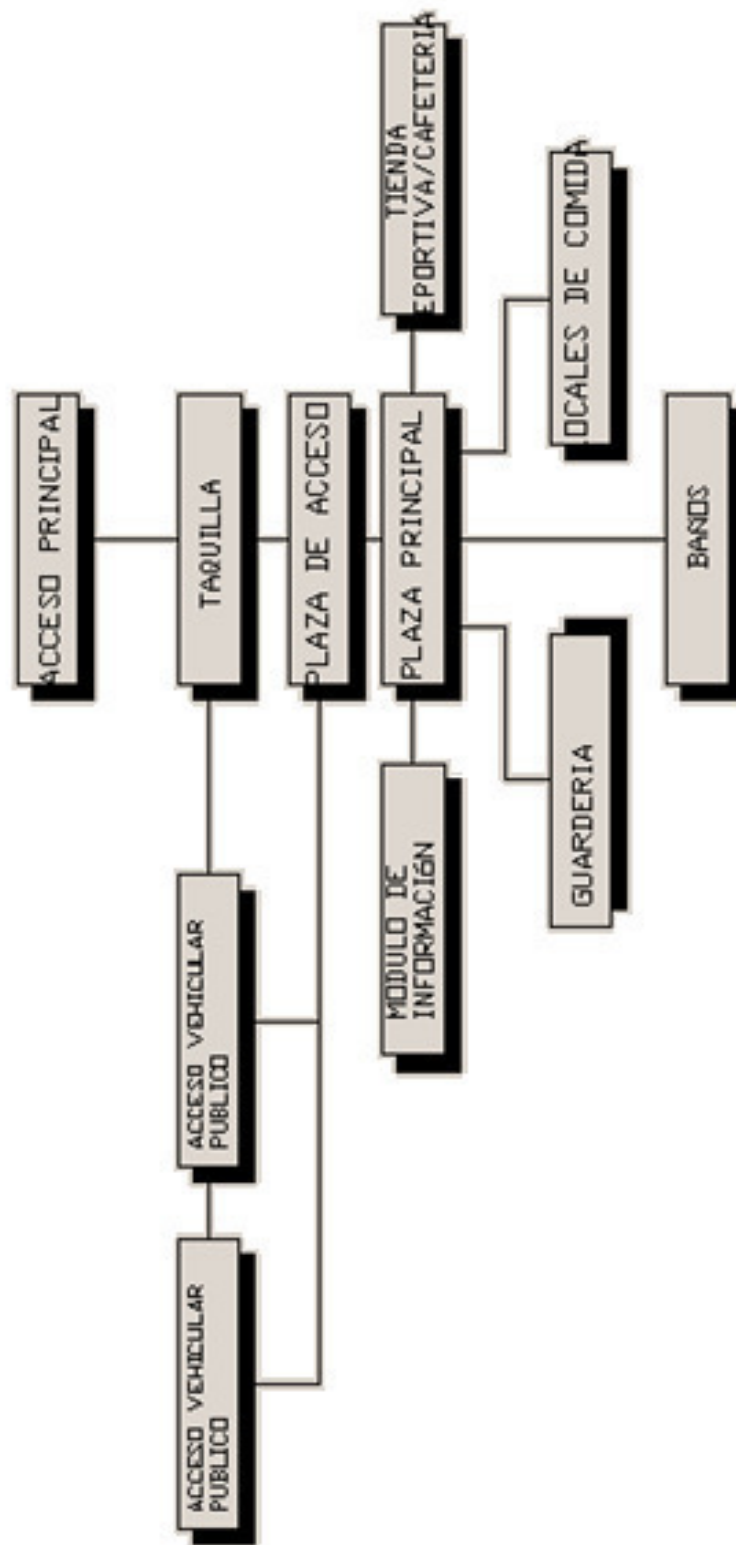 ACCESO PRINCIPAL
ACCESO VEHICULAR
PUBLICO
ACCESO VEHICULAR
PUBLICO
TAQUILLA
PLAZA DE ACCESO
MODULO DE
INFORMACIóN
PLAZA PRINCIPAL
TIENDA
EPORTIVA/CAFETERIA
GUARDERIA
OCALES DE COMIDA
BAÑOS